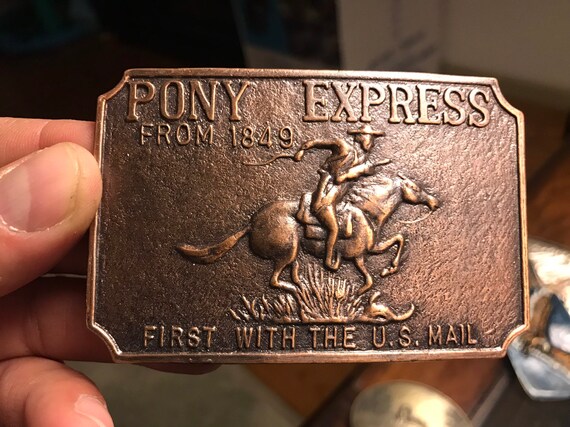 PONY EXPRESS
FROM 1849
FIRST WITH THE U.S. MAIL